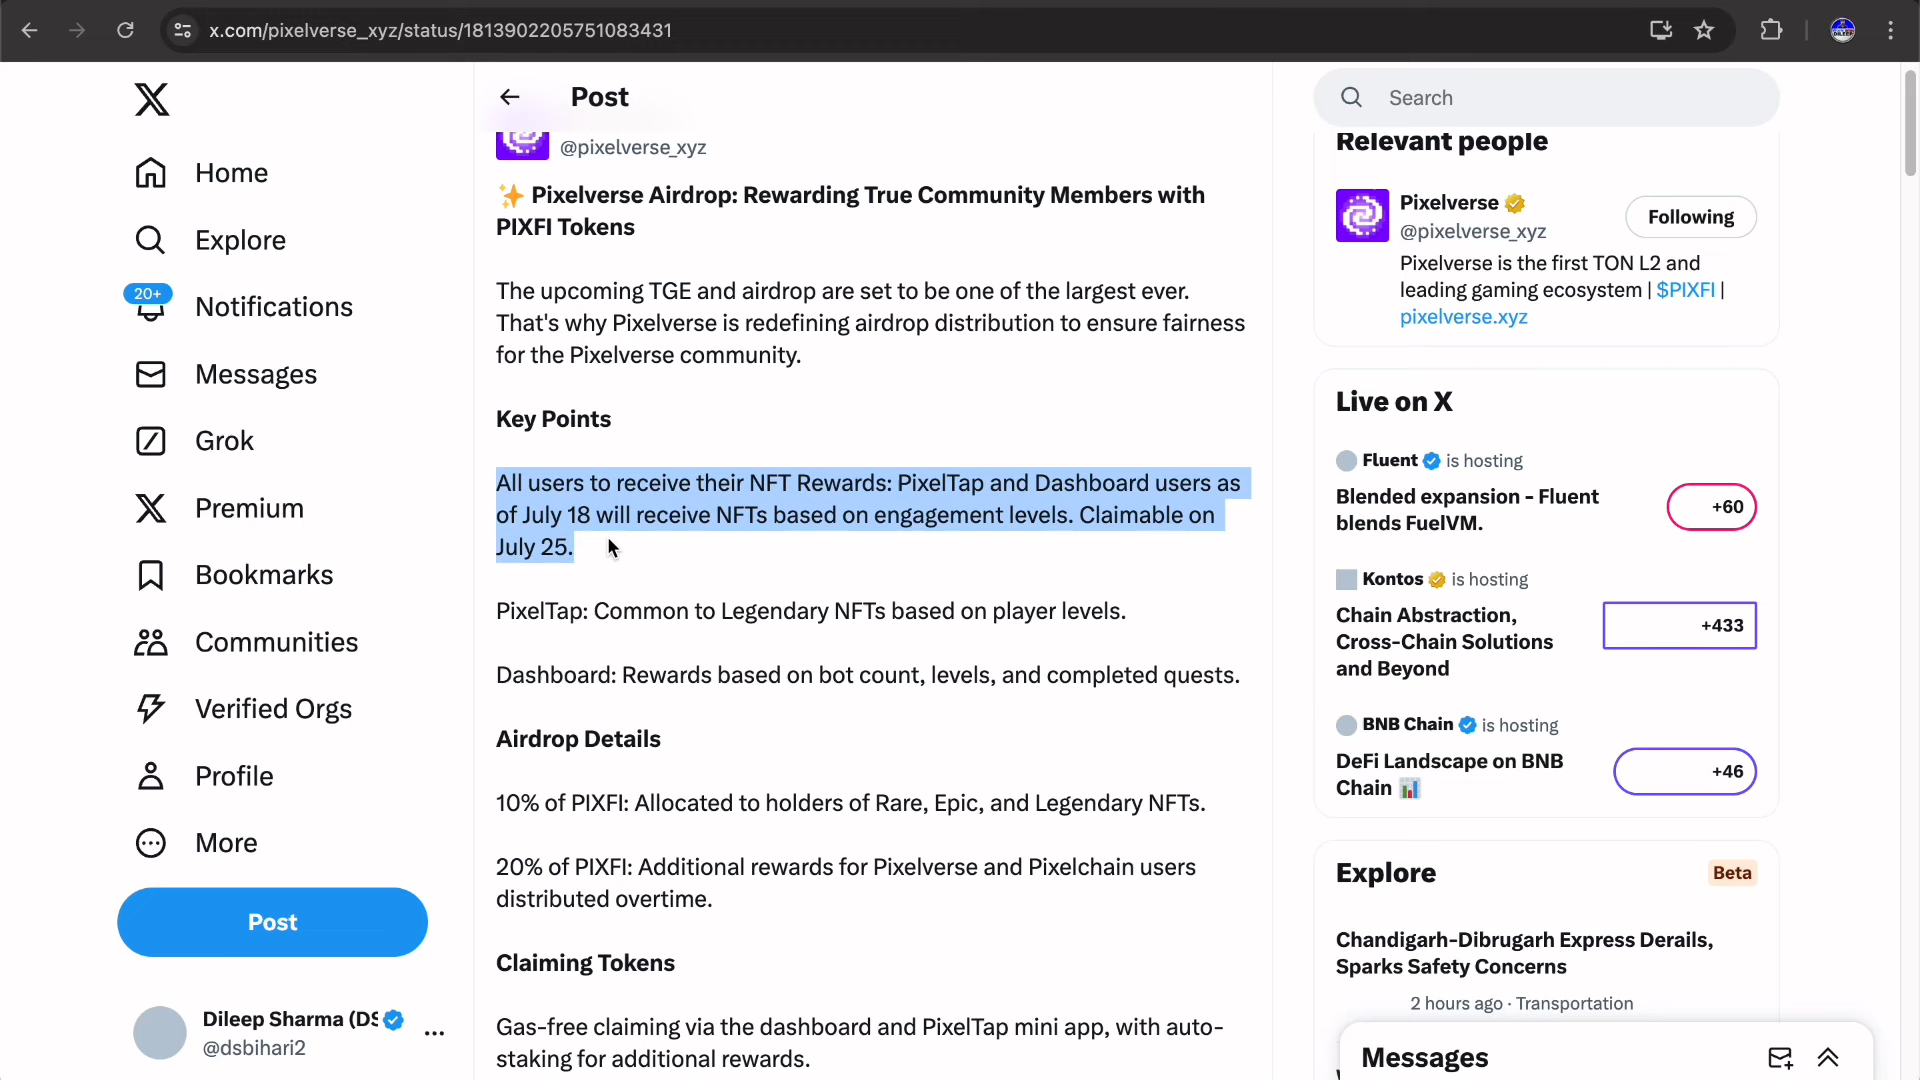 x.com/pixelverse_xyz/status/1813902205751083431
Home
Explore
20+
Notifications
Messages
Grok
Premium
Bookmarks
Communities
Verified Orgs
Profile
More
Post
Dileep Sharma (DS
@dsbihari2
Post
@pixelverse_xyz
✨ Pixelverse Airdrop: Rewarding True Community Members with
PIXFI Tokens
The upcoming TGE and airdrop are set to be one of the largest ever.
That's why Pixelverse is redefining airdrop distribution to ensure fairness
for the Pixelverse community.
Key Points
All users to receive their NFT Rewards: PixelTap and Dashboard users as
of July 18 will receive NFTs based on engagement levels. Claimable on
July 25.
PixelTap: Common to Legendary NFTs based on player levels.
Dashboard: Rewards based on bot count, levels, and completed quests.
Airdrop Details
10% of PIXFI: Allocated to holders of Rare, Epic, and Legendary NFTs.
20% of PIXFI: Additional rewards for Pixelverse and Pixelchain users
distributed overtime.
Claiming Tokens
Gas-free claiming via the dashboard and PixelTap mini app, with auto-
staking for additional rewards.
Search
Relevant people
Pixelverse
@pixelverse_xyz
Following
Pixelverse is the first TON L2 and
leading gaming ecosystem | $PIXFI |
pixelverse.xyz
Live on X
Fluent is hosting
Blended expansion - Fluent
blends FuelVM.
+60
Kontos is hosting
Chain Abstraction,
Cross-Chain Solutions
and Beyond
+433
BNB Chain is hosting
DeFi Landscape on BNB
Chain 📊
+46
Explore
Beta
Chandigarh-Dibrugarh Express Derails,
Sparks Safety Concerns
2 hours ago · Transportation
Messages